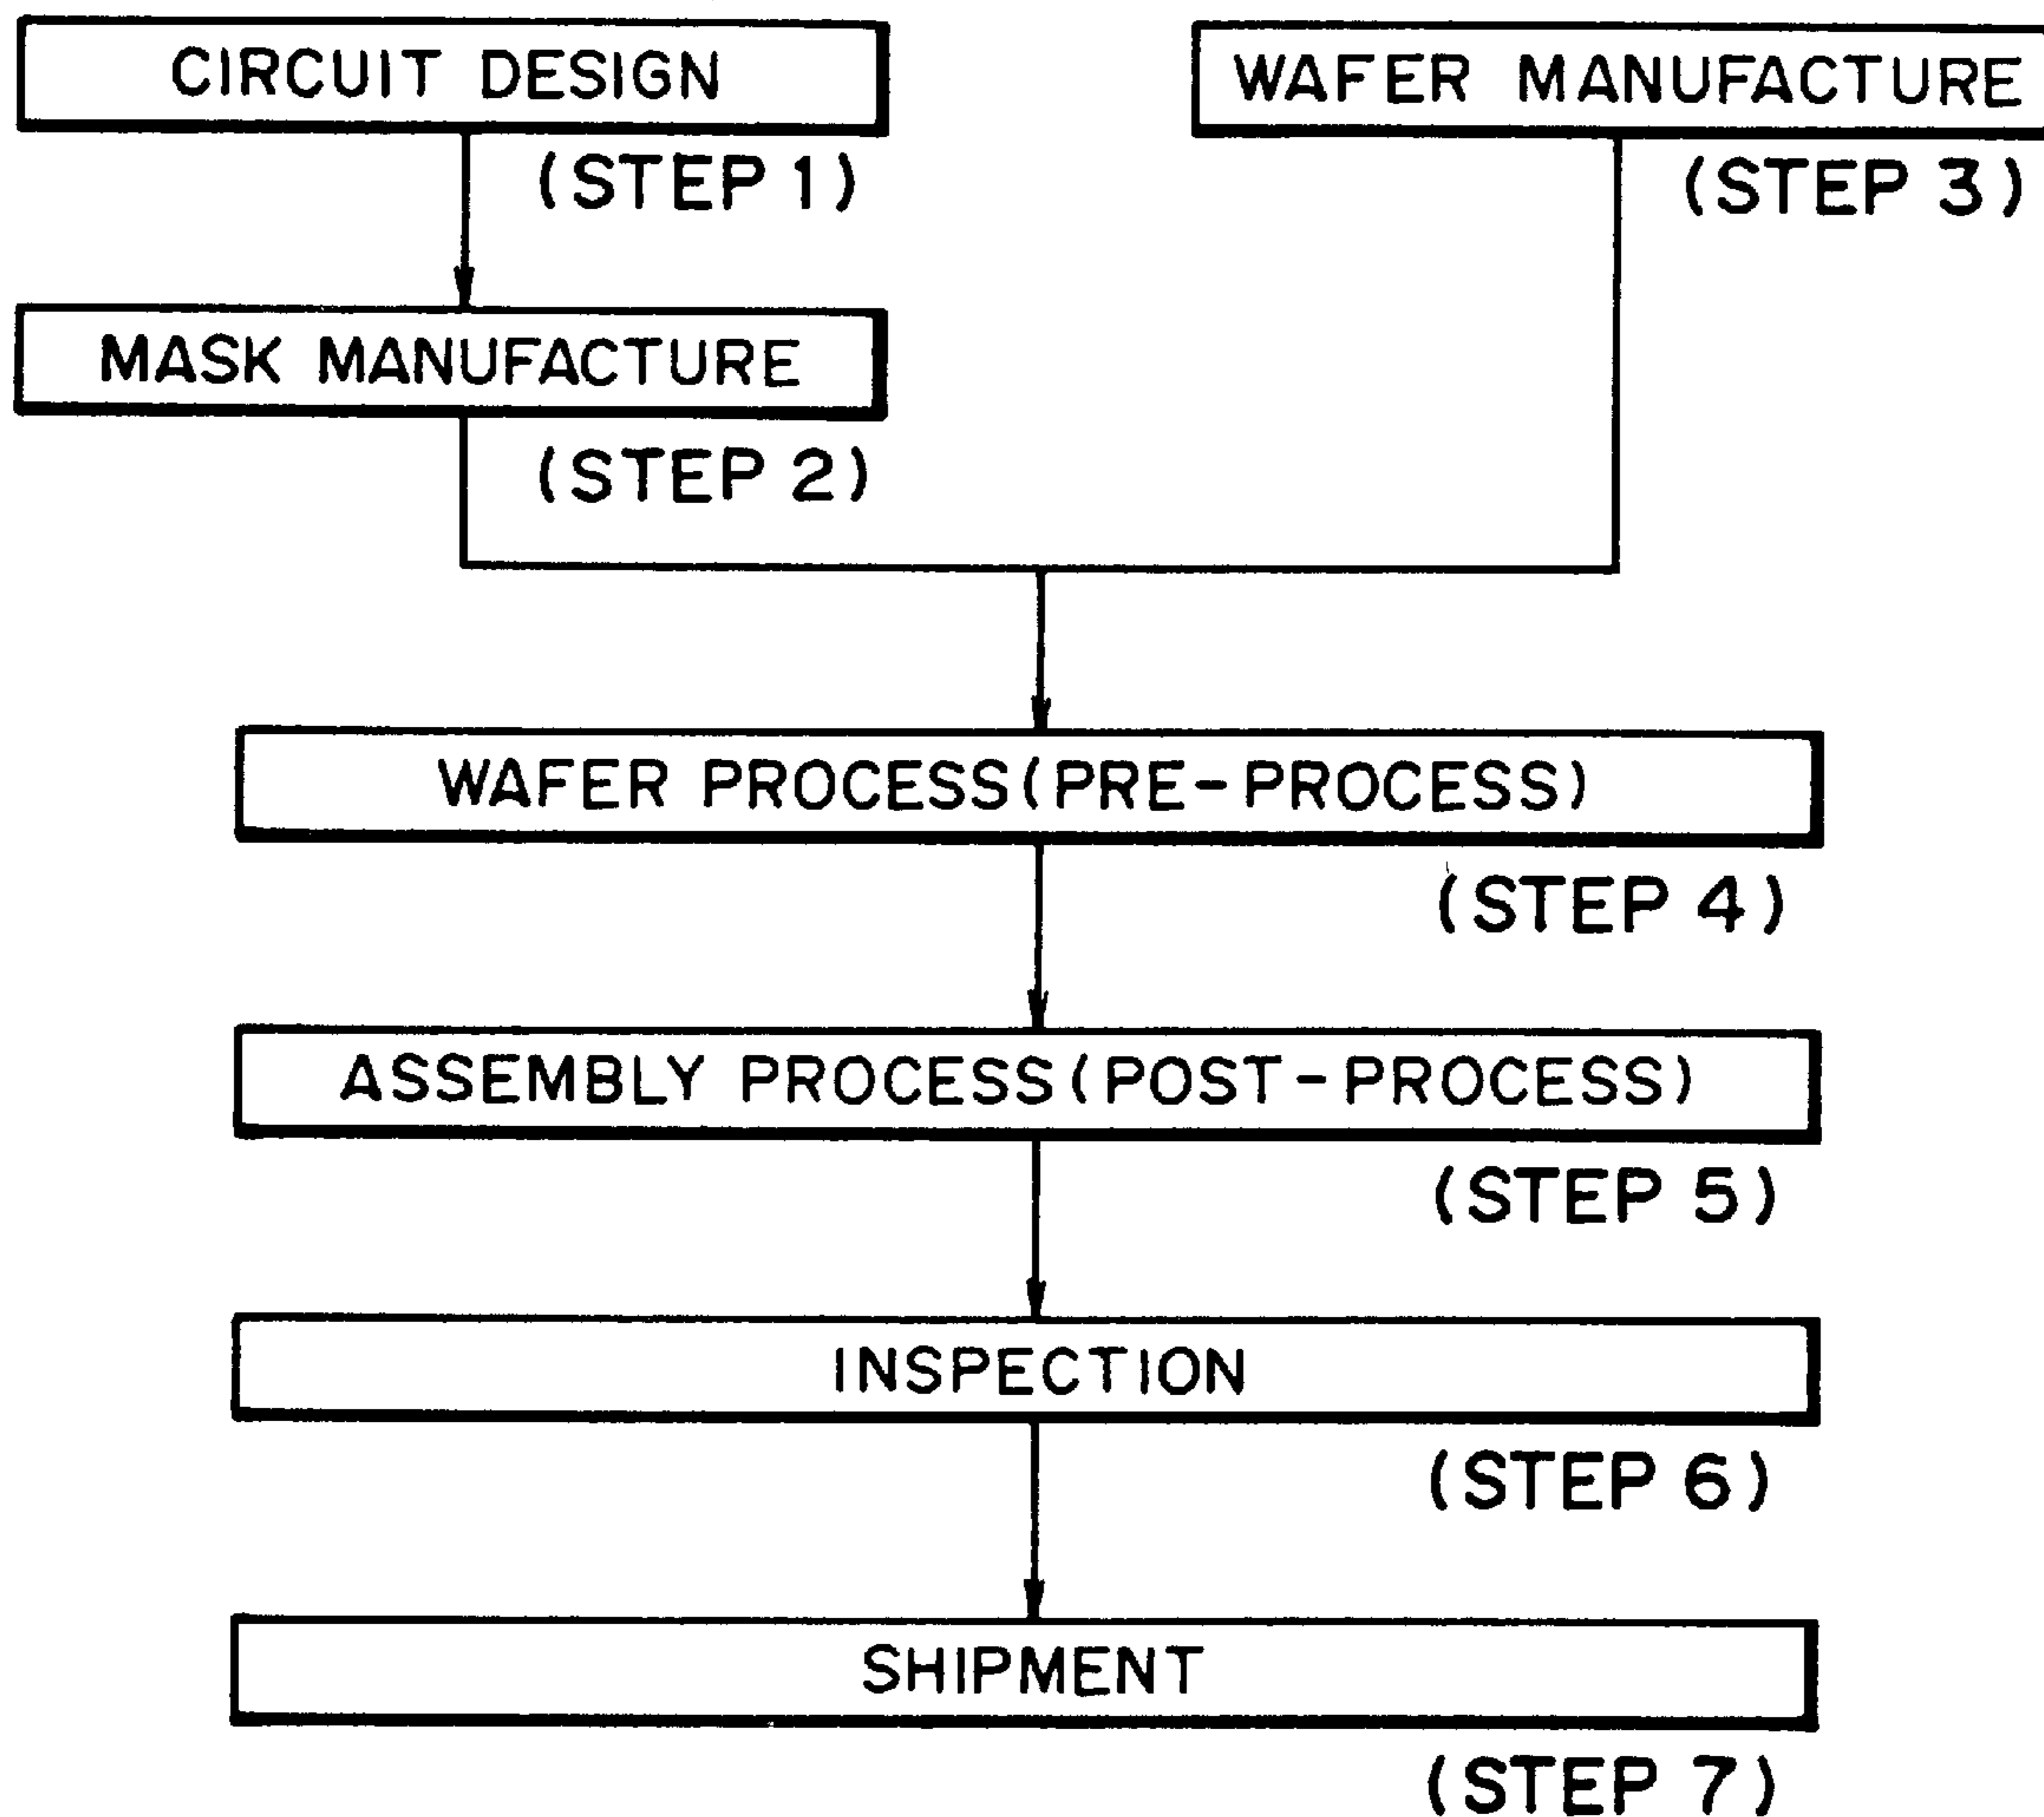 CIRCUIT DESIGN
(STEP 1)
WAFER MANUFACTURE
(STEP 3)
MASK MANUFACTURE
(STEP 2)
WAFER PROCESS(PRE-PROCESS)
(STEP 4)
ASSEMBLY PROCESS(POST-PROCESS)
(STEP 5)
INSPECTION
(STEP 6)
SHIPMENT
(STEP 7)